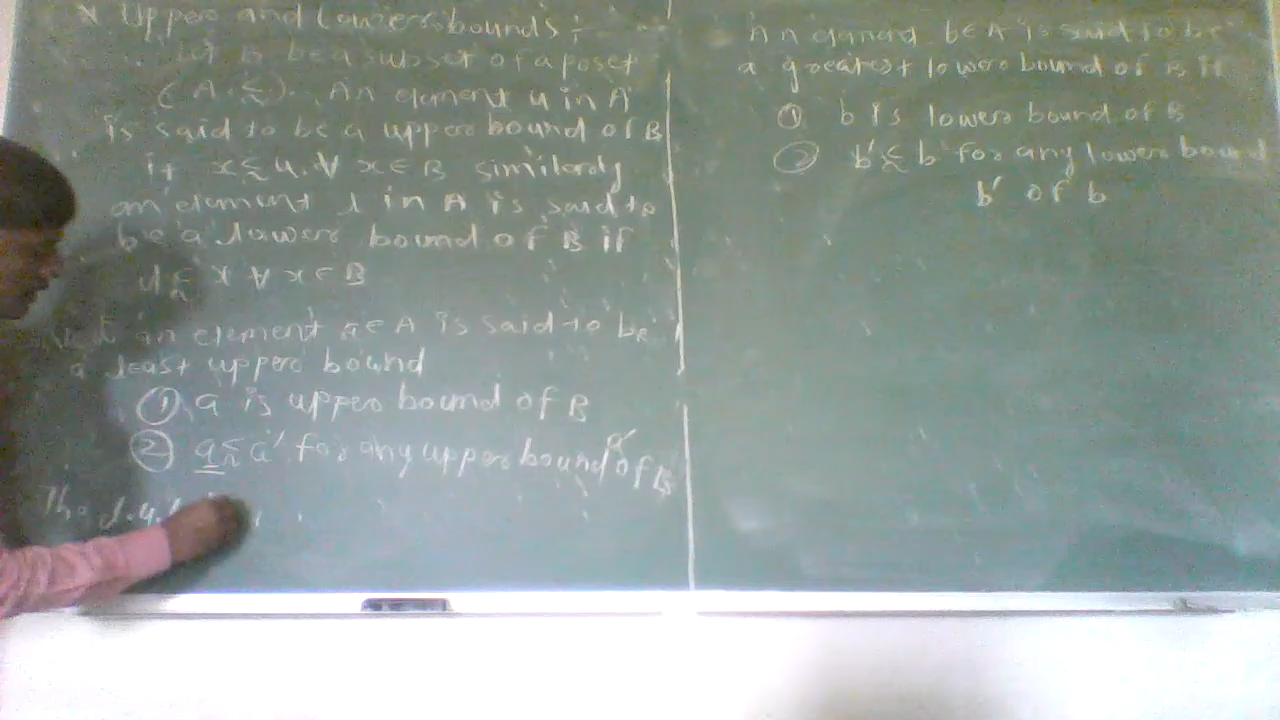 * Upper and Lower bounds :-
Let B be a subset of a poset
(A, ≤). An element u in A
is said to be a upper bound of B
if x ≤ u, ∀ x ∈ B similarly
an element l in A is said to
be a lower bound of B if
l ≤ x ∀ x ∈ B
an element a ∈ A is said to be
a least upper bound
① a is upper bound of B
② a ≤ a' for any upper bound a' of B
The l.u.b
An element b ∈ A is said to be
a greatest lower bound of B if
① b is lower bound of B
② b' ≤ b for any lower bound
b' of b